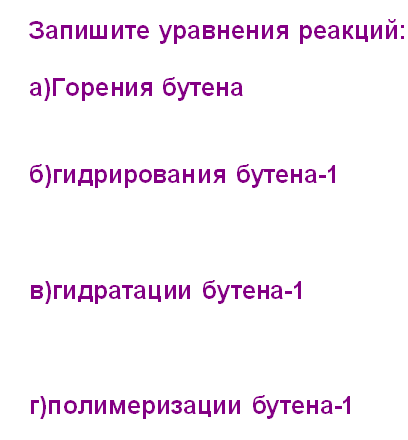 Запишите уравнения реакций:
а)Горения бутена
б)гидрирования бутена-1
в)гидратации бутена-1
г)полимеризации бутена-1